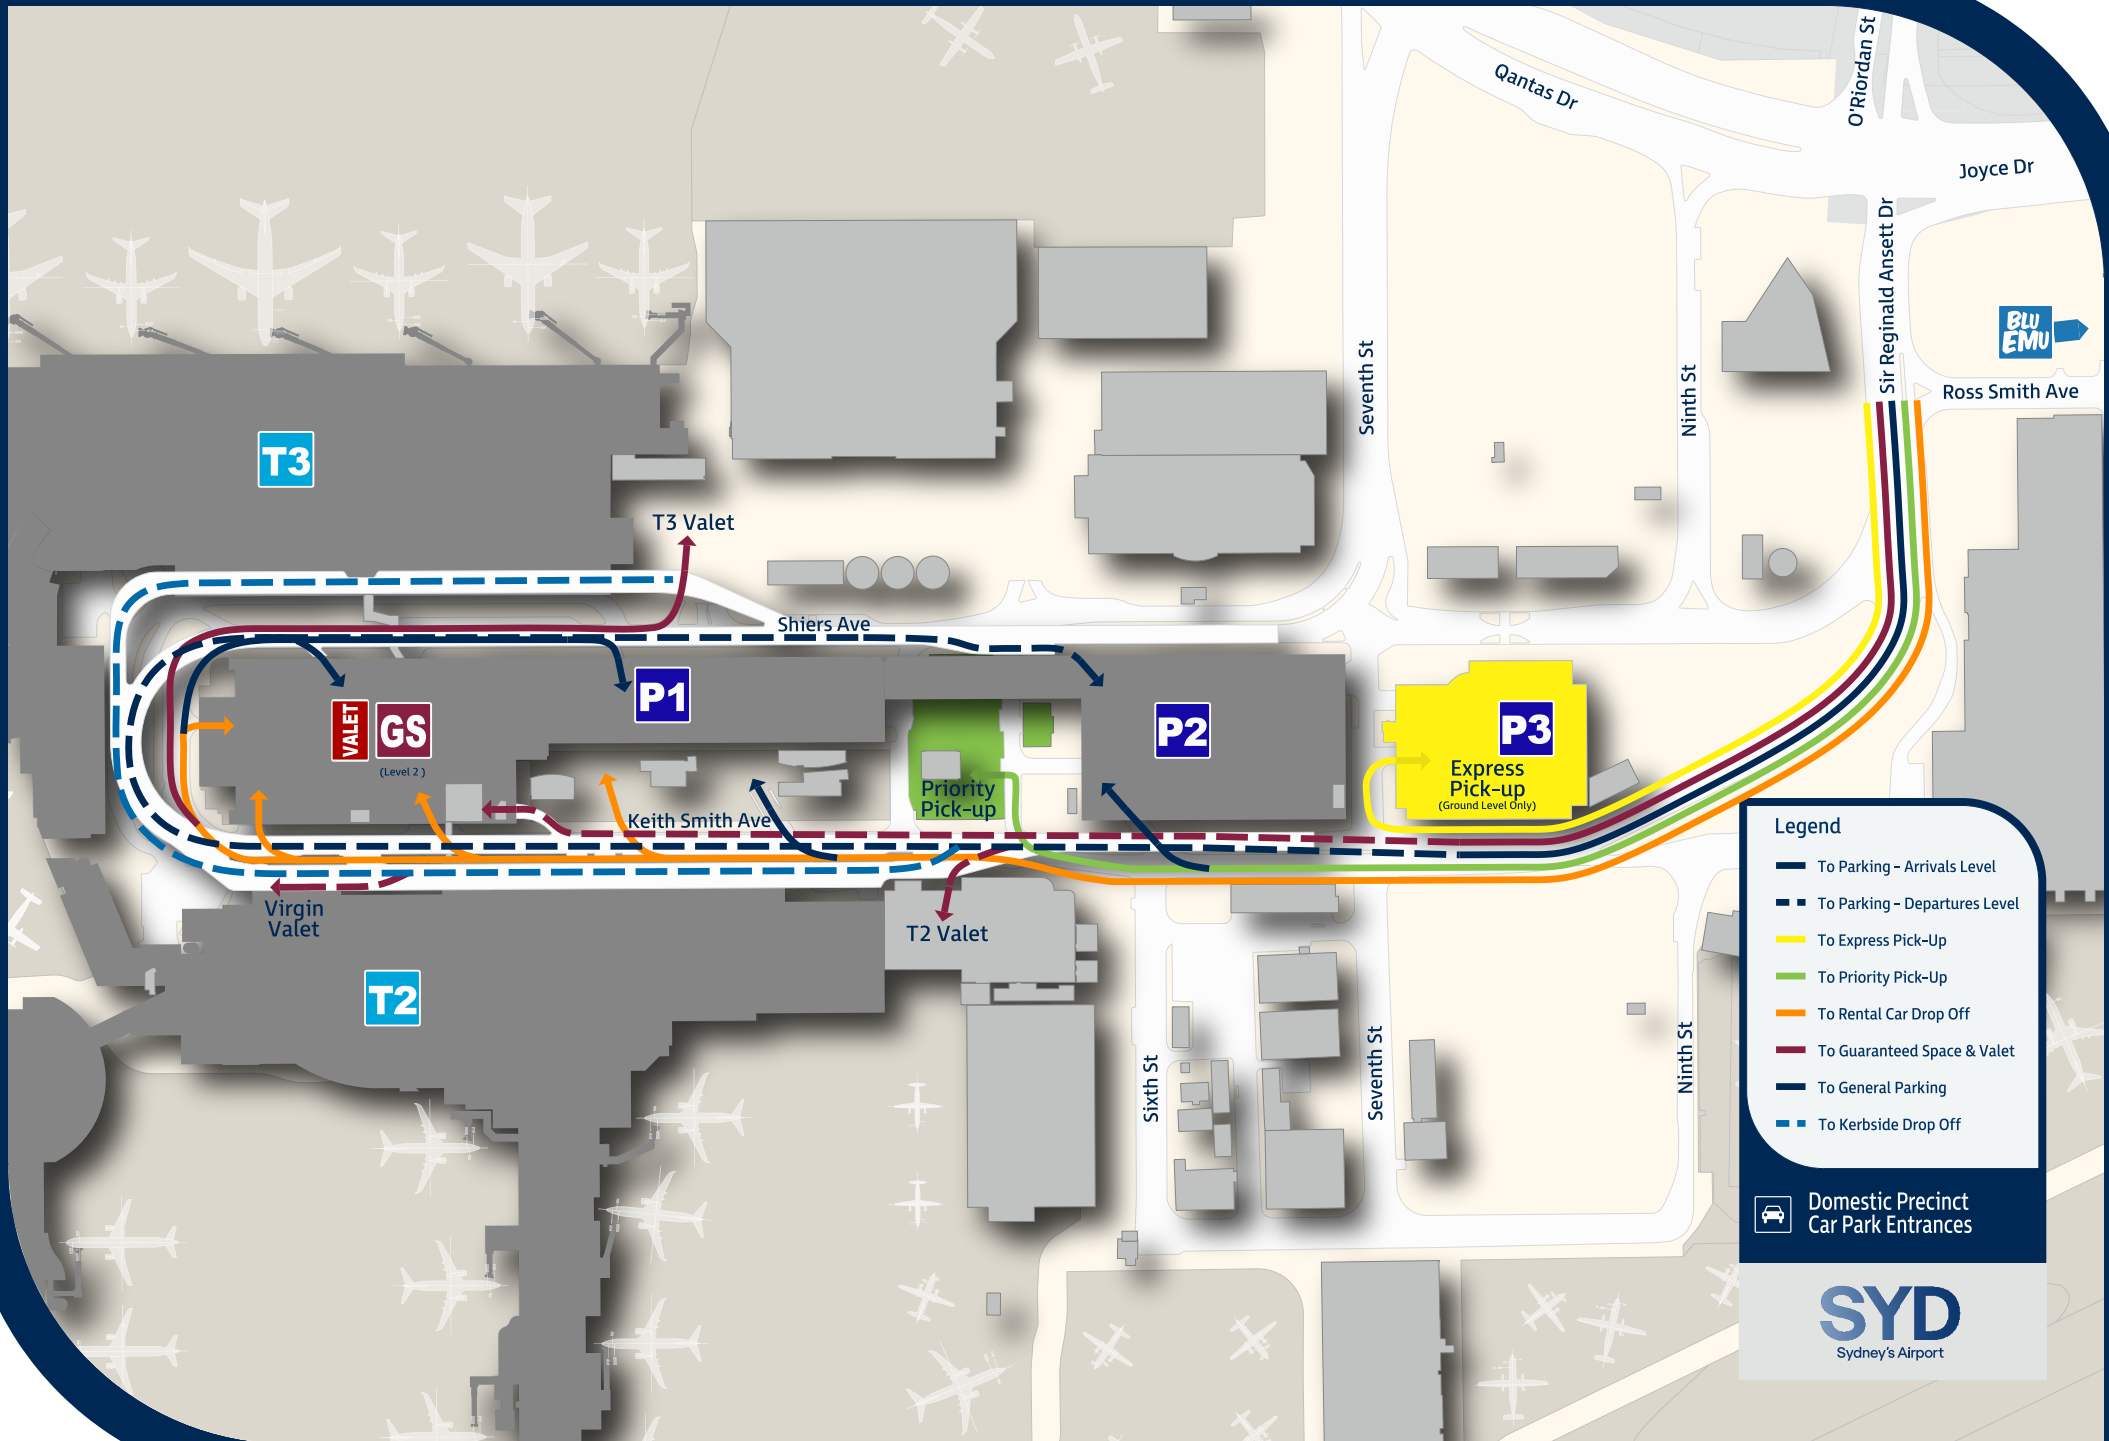 O'Riordan St
Qantas Dr
Joyce Dr
Sir Reginald Ansett Dr
BLU
EMU
Seventh St
Ninth St
Ross Smith Ave
T3
T3 Valet
Shiers Ave
P1
VALET
GS
(Level 2)
P2
P3
Express
Pick-up
(Ground Level Only)
Priority
Pick-up
Keith Smith Ave
Virgin
Valet
T2 Valet
T2
Sixth St
Seventh St
Ninth St
Legend
To Parking - Arrivals Level
To Parking - Departures Level
To Express Pick-Up
To Priority Pick-Up
To Rental Car Drop Off
To Guaranteed Space & Valet
To General Parking
To Kerbside Drop Off
Domestic Precinct
Car Park Entrances
SYD
Sydney's Airport